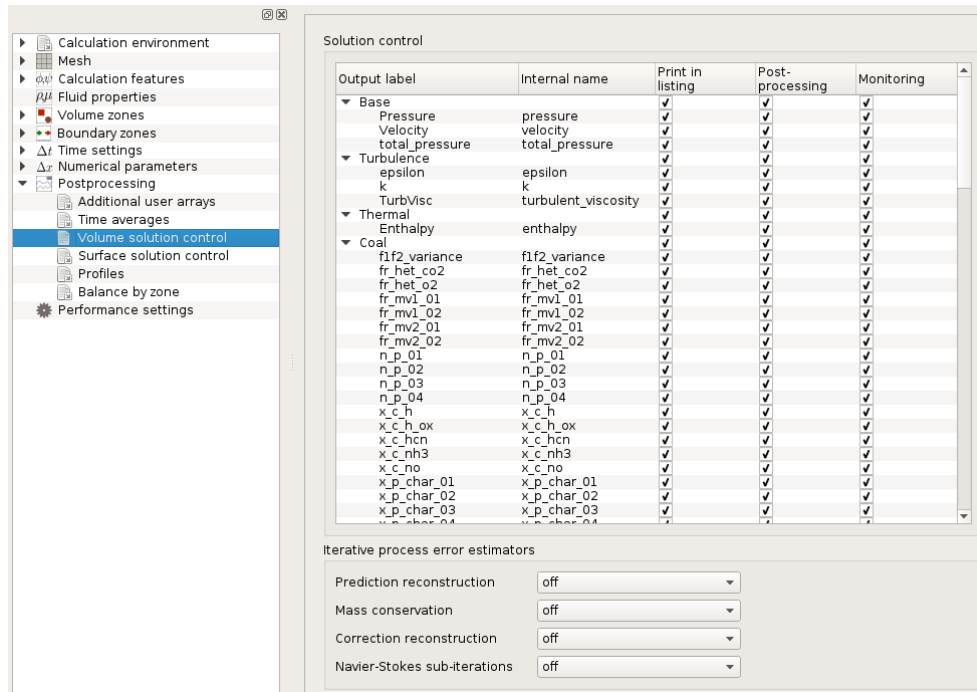 Calculation environment
Mesh
Calculation features
Fluid properties
Volume zones
Boundary zones
Δt Time settings
Δx Numerical parameters
Postprocessing
Additional user arrays
Time averages
Volume solution control
Surface solution control
Profiles
Balance by zone
Performance settings
Solution control
Output label Internal name Print in listing Post-processing Monitoring
Base
Pressure pressure
Velocity velocity
total_pressure total_pressure
Turbulence
epsilon epsilon
k k
TurbVisc turbulent_viscosity
Thermal
Enthalpy enthalpy
Coal
f1f2_variance f1f2_variance
fr_het_co2 fr_het_co2
fr_het_o2 fr_het_o2
fr_mv1_01 fr_mv1_01
fr_mv1_02 fr_mv1_02
fr_mv2_01 fr_mv2_01
fr_mv2_02 fr_mv2_02
n_p_01 n_p_01
n_p_02 n_p_02
n_p_03 n_p_03
n_p_04 n_p_04
x_c_h x_c_h
x_c_h_ox x_c_h_ox
x_c_hcn x_c_hcn
x_c_nh3 x_c_nh3
x_c_no x_c_no
x_p_char_01 x_p_char_01
x_p_char_02 x_p_char_02
x_p_char_03 x_p_char_03
x_p_char_04 x_p_char_04
Iterative process error estimators
Prediction reconstruction off
Mass conservation off
Correction reconstruction off
Navier-Stokes sub-iterations off